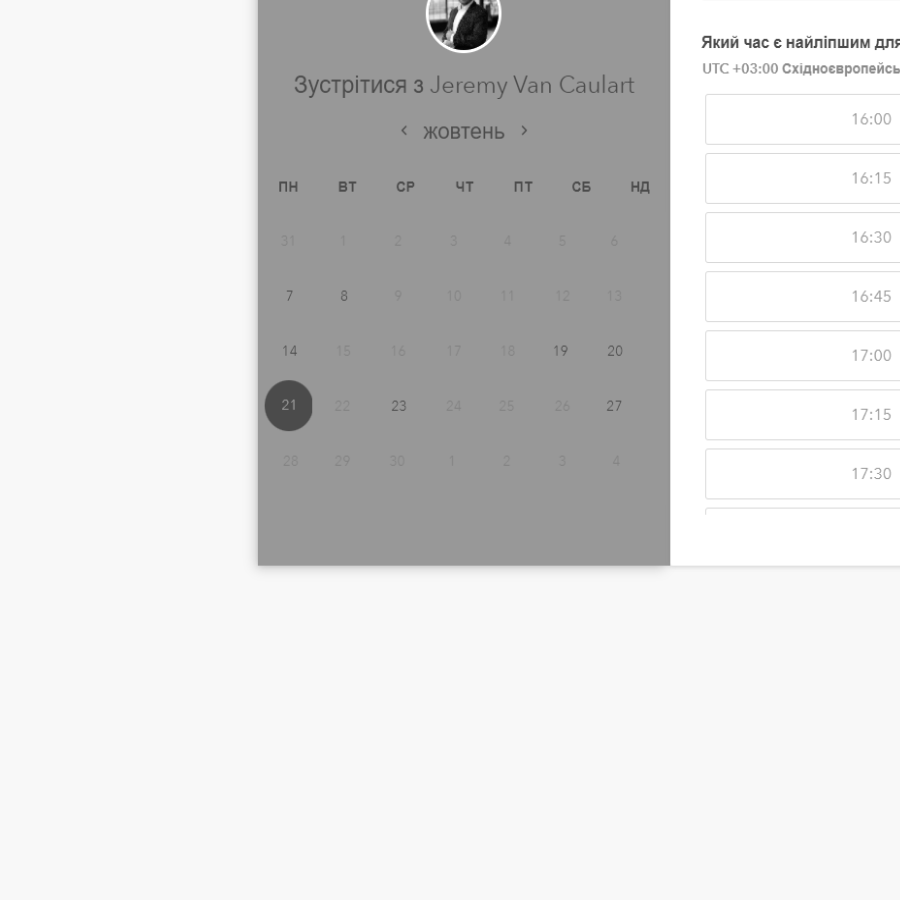 Зустрітися з Jeremy Van Caulart
жовтень
ПН ВТ СР ЧТ ПТ СБ НД
31 1 2 3 4 5 6
7 8 9 10 11 12 13
14 15 16 17 18 19 20
21 22 23 24 25 26 27
28 29 30 1 2 3 4
Який час є найліпшим для
UTC +03:00 Східноєвропейсь
16:00
16:15
16:30
16:45
17:00
17:15
17:30